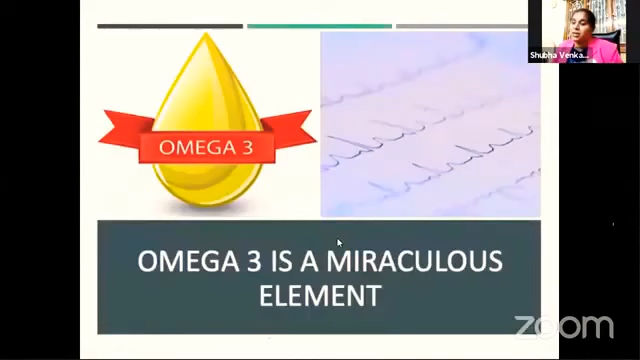 Shubha Venka...
OMEGA 3
OMEGA 3 IS A MIRACULOUS
ELEMENT
zoom